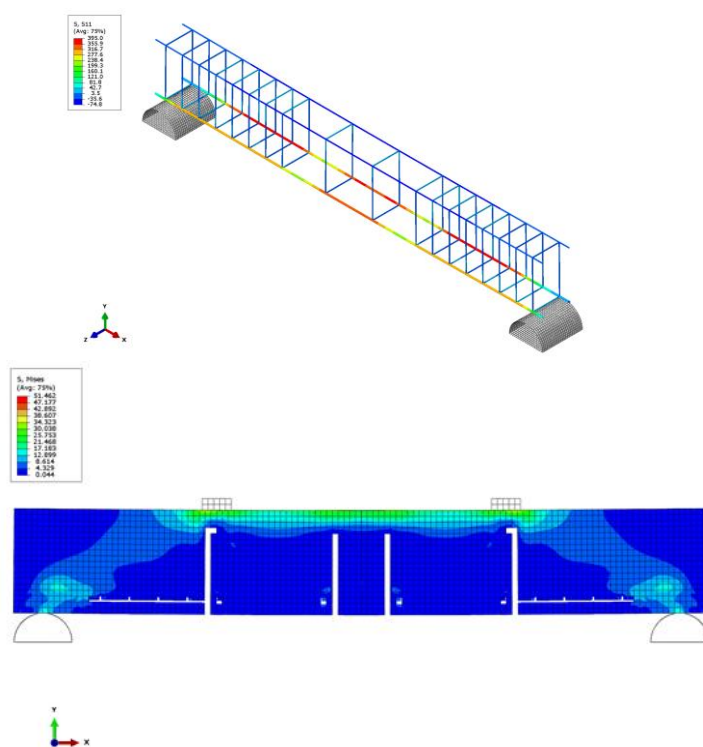 S, S11
(Avg: 75%)
395.0
355.9
316.7
277.6
238.4
199.3
160.1
121.0
81.8
42.7
3.5
-35.6
-74.8
Y
Z
X
S, Mises
(Avg: 75%)
51.462
47.177
42.892
38.607
34.323
30.038
25.753
21.468
17.183
12.899
8.614
4.329
0.044
Y
X